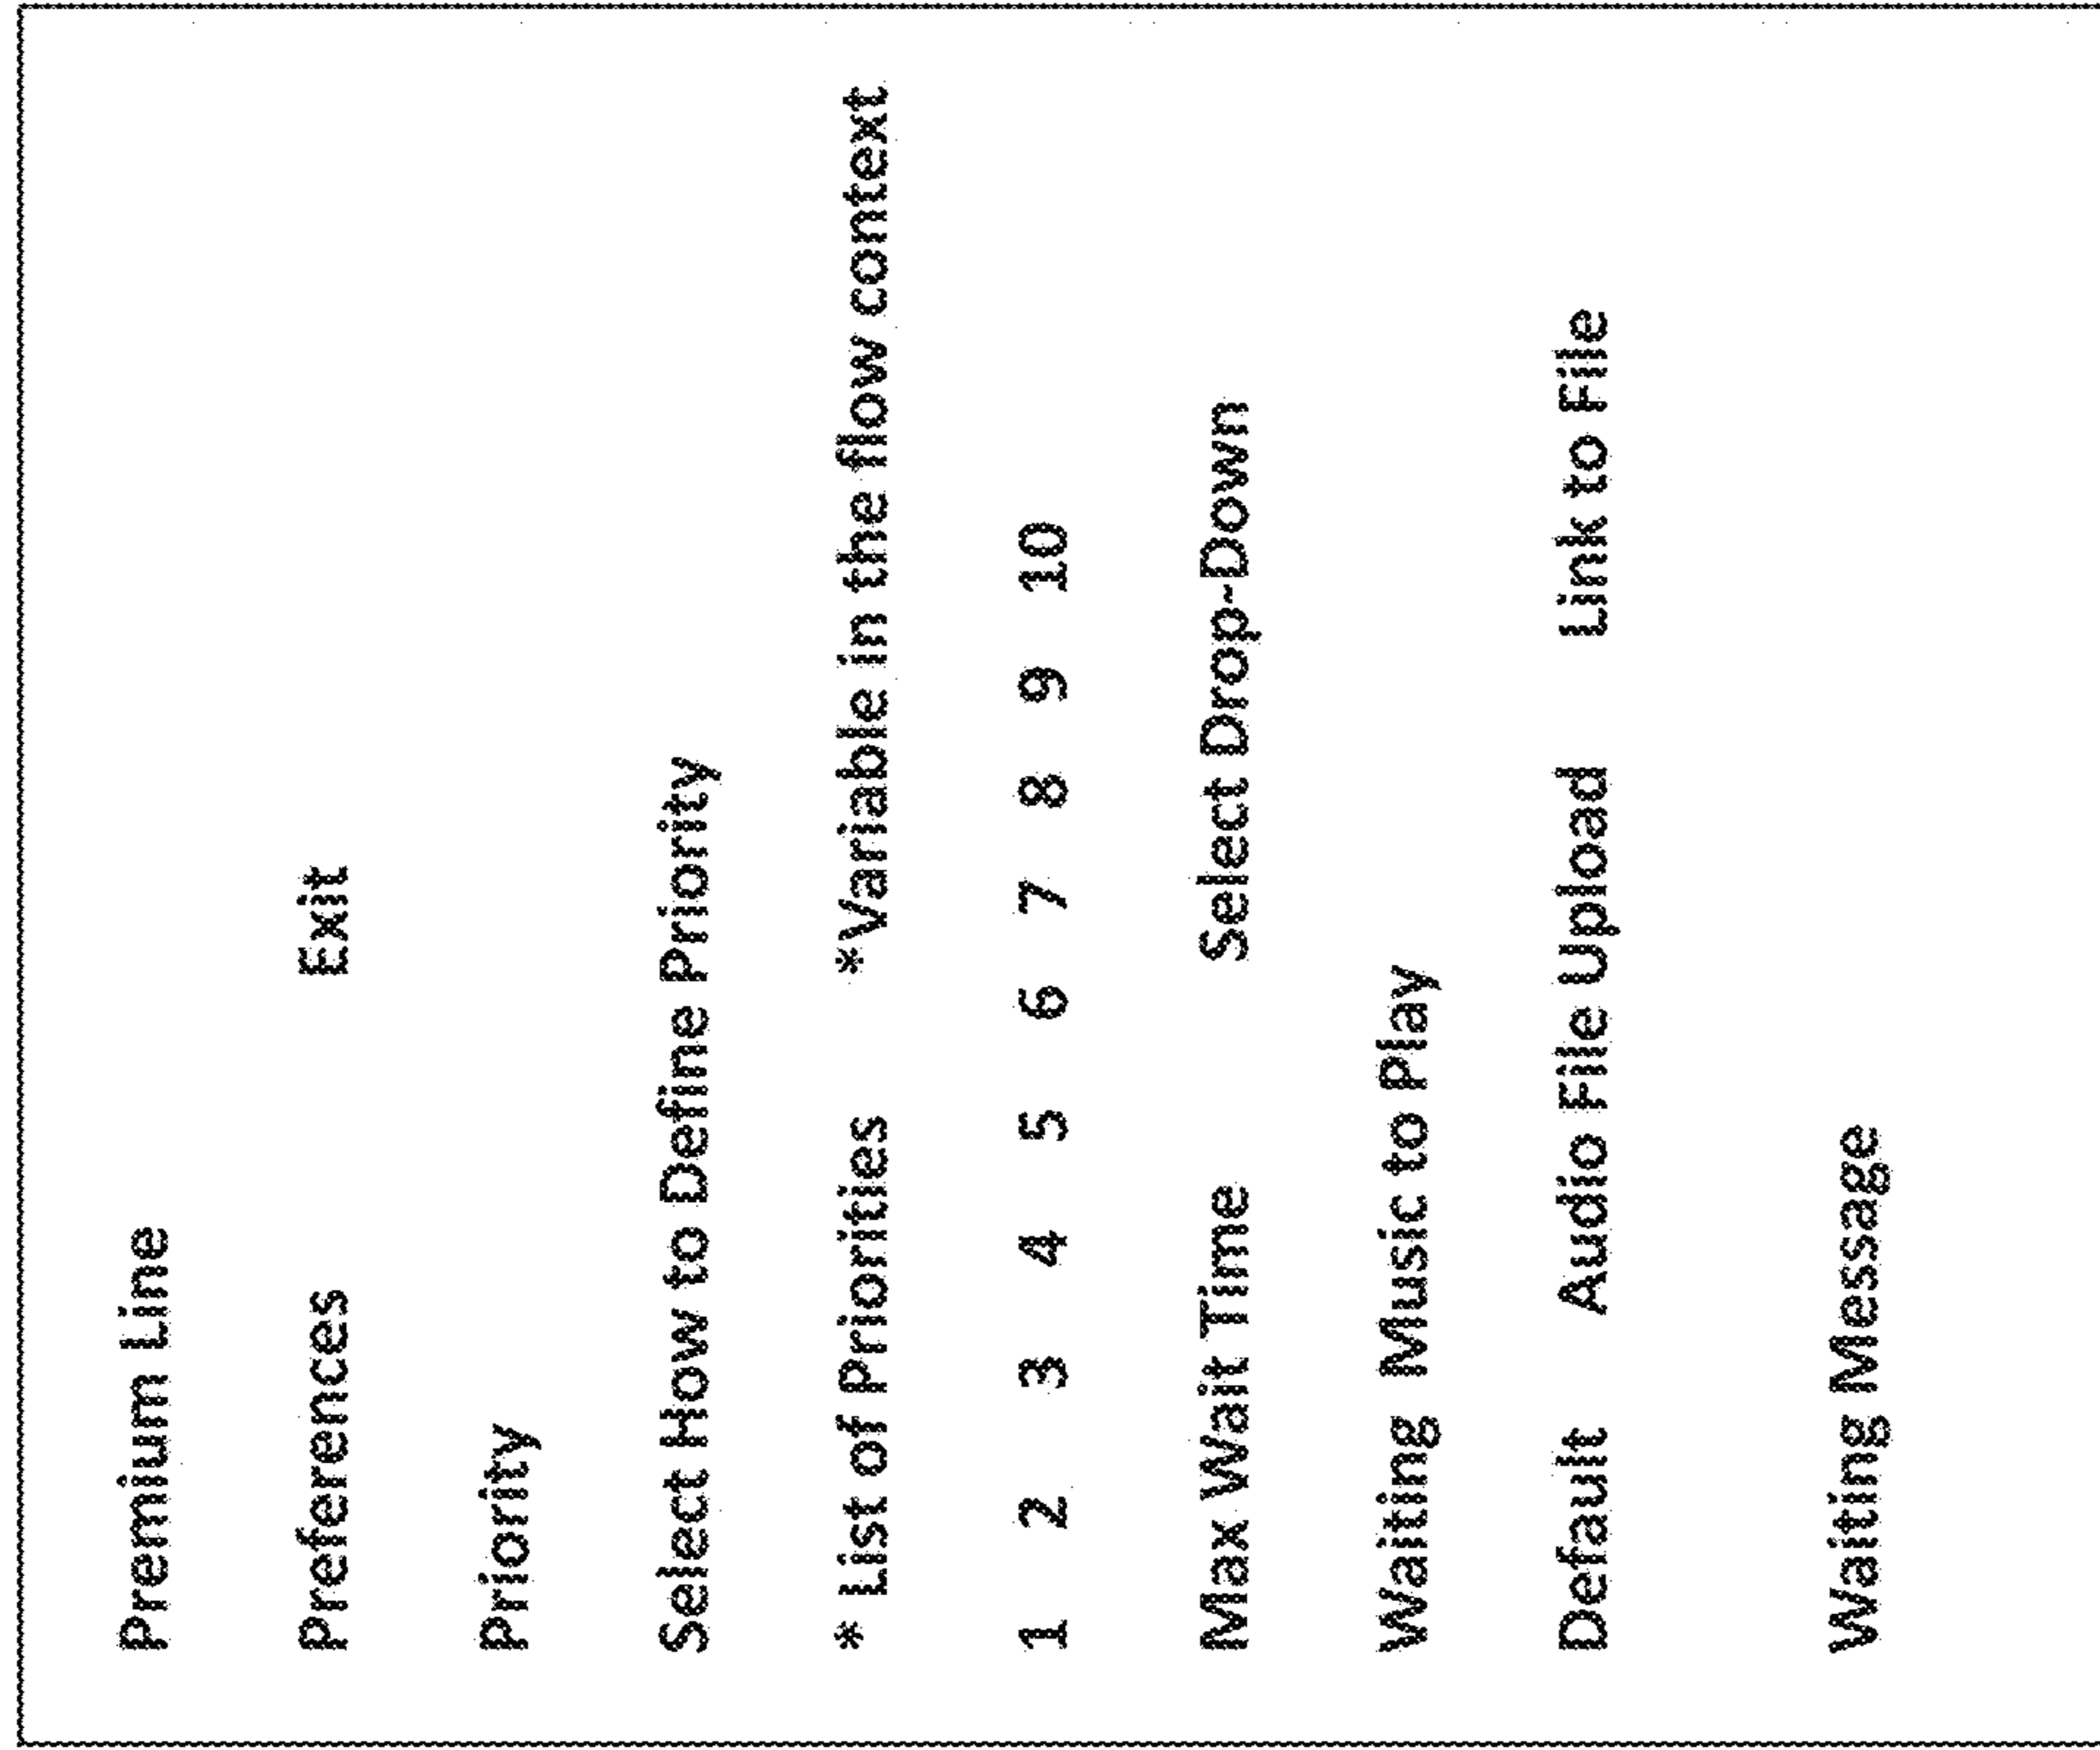 Premium Line
Preferences Exit
Priority
Select How to Define Priority
* List of Priorities *Variable in the flow context
1 2 3 4 5 6 7 8 9 10
Max Wait Time Select Drop-Down
Waiting Music to Play
Default Audio File Upload Link to File
Waiting Message